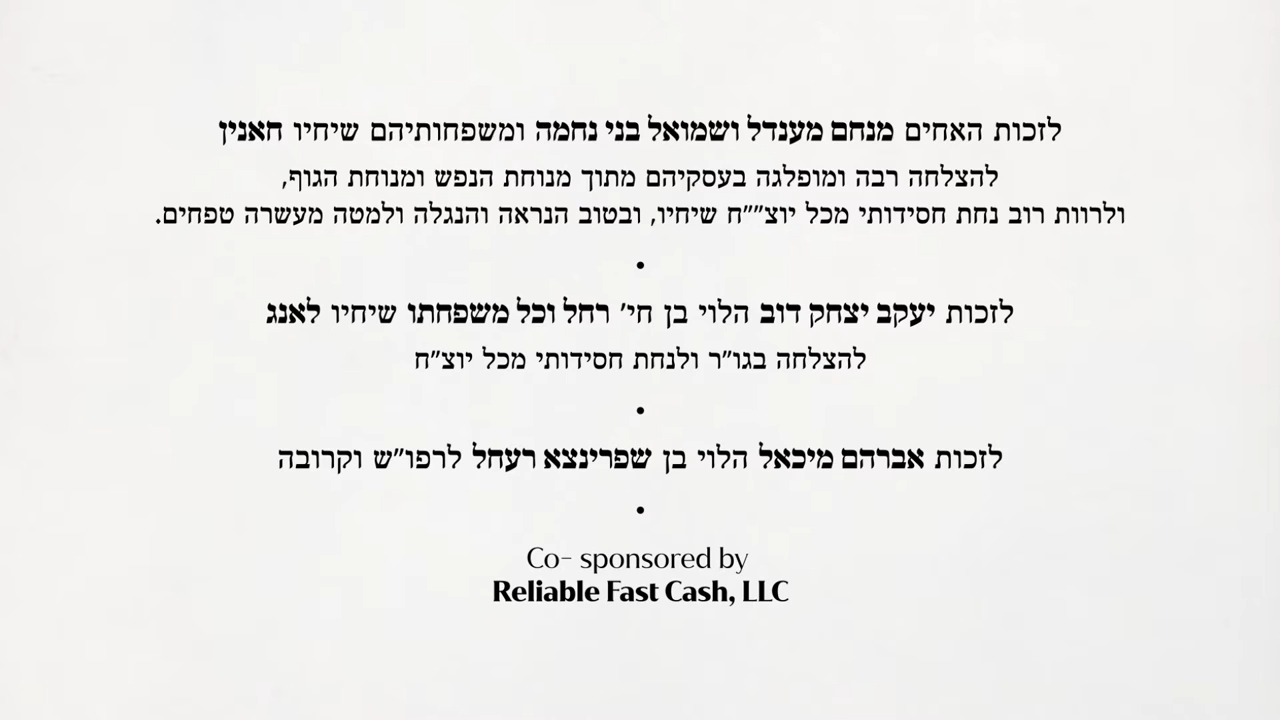 לזכות האחים מנחם מענדל ושמואל בני נחמה ומשפחותיהם שיחיו חאנין
להצלחה רבה ומופלגה בעסקיהם מתוך מנוחת הנפש ומנוחת הגוף,
ולרוות רוב נחת חסידותי מכל יוצ""ח שיחיו, ובטוב הנראה והנגלה ולמטה מעשרה טפחים.
•
לזכות יעקב יצחק דוב הלוי בן חי' רחל וכל משפחתו שיחיו לאנג
להצלחה בגו"ר ולנחת חסידותי מכל יוצ"ח
•
לזכות אברהם מיכאל הלוי בן שפרינצא רעחל לרפו"ש וקרובה
•
Co- sponsored by
Reliable Fast Cash, LLC